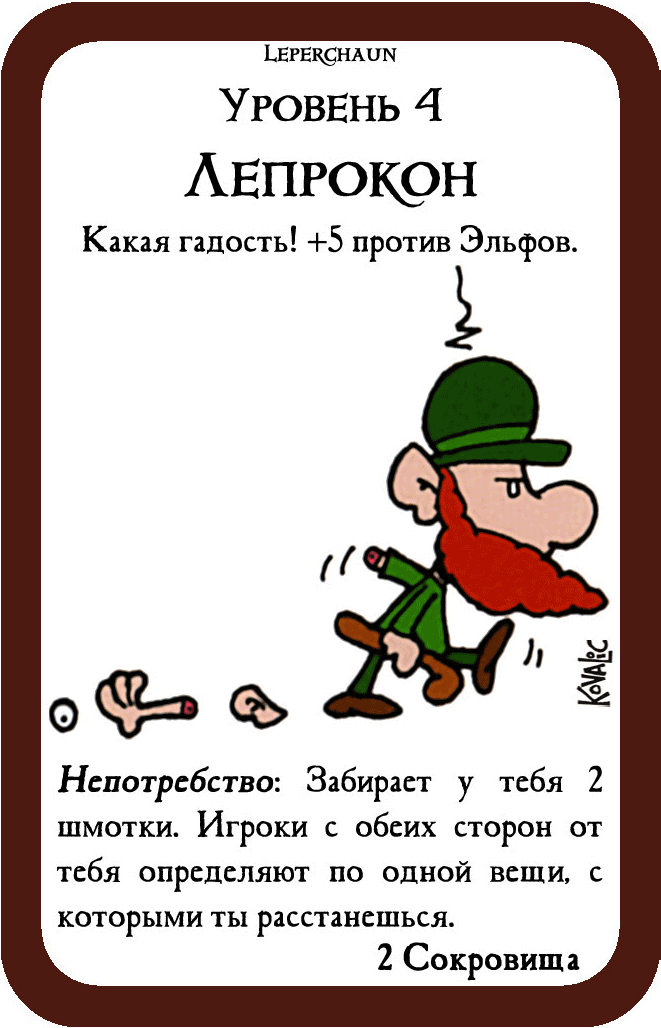 Leperchaun
Уровень 4
Лепрокон
Какая гадость! +5 против Эльфов.
Kovalic
Непотребство: Забирает у тебя 2
шмотки. Игроки с обеих сторон от
тебя определяют по одной вещи, с
которыми ты расстанешься.
2 Сокровища